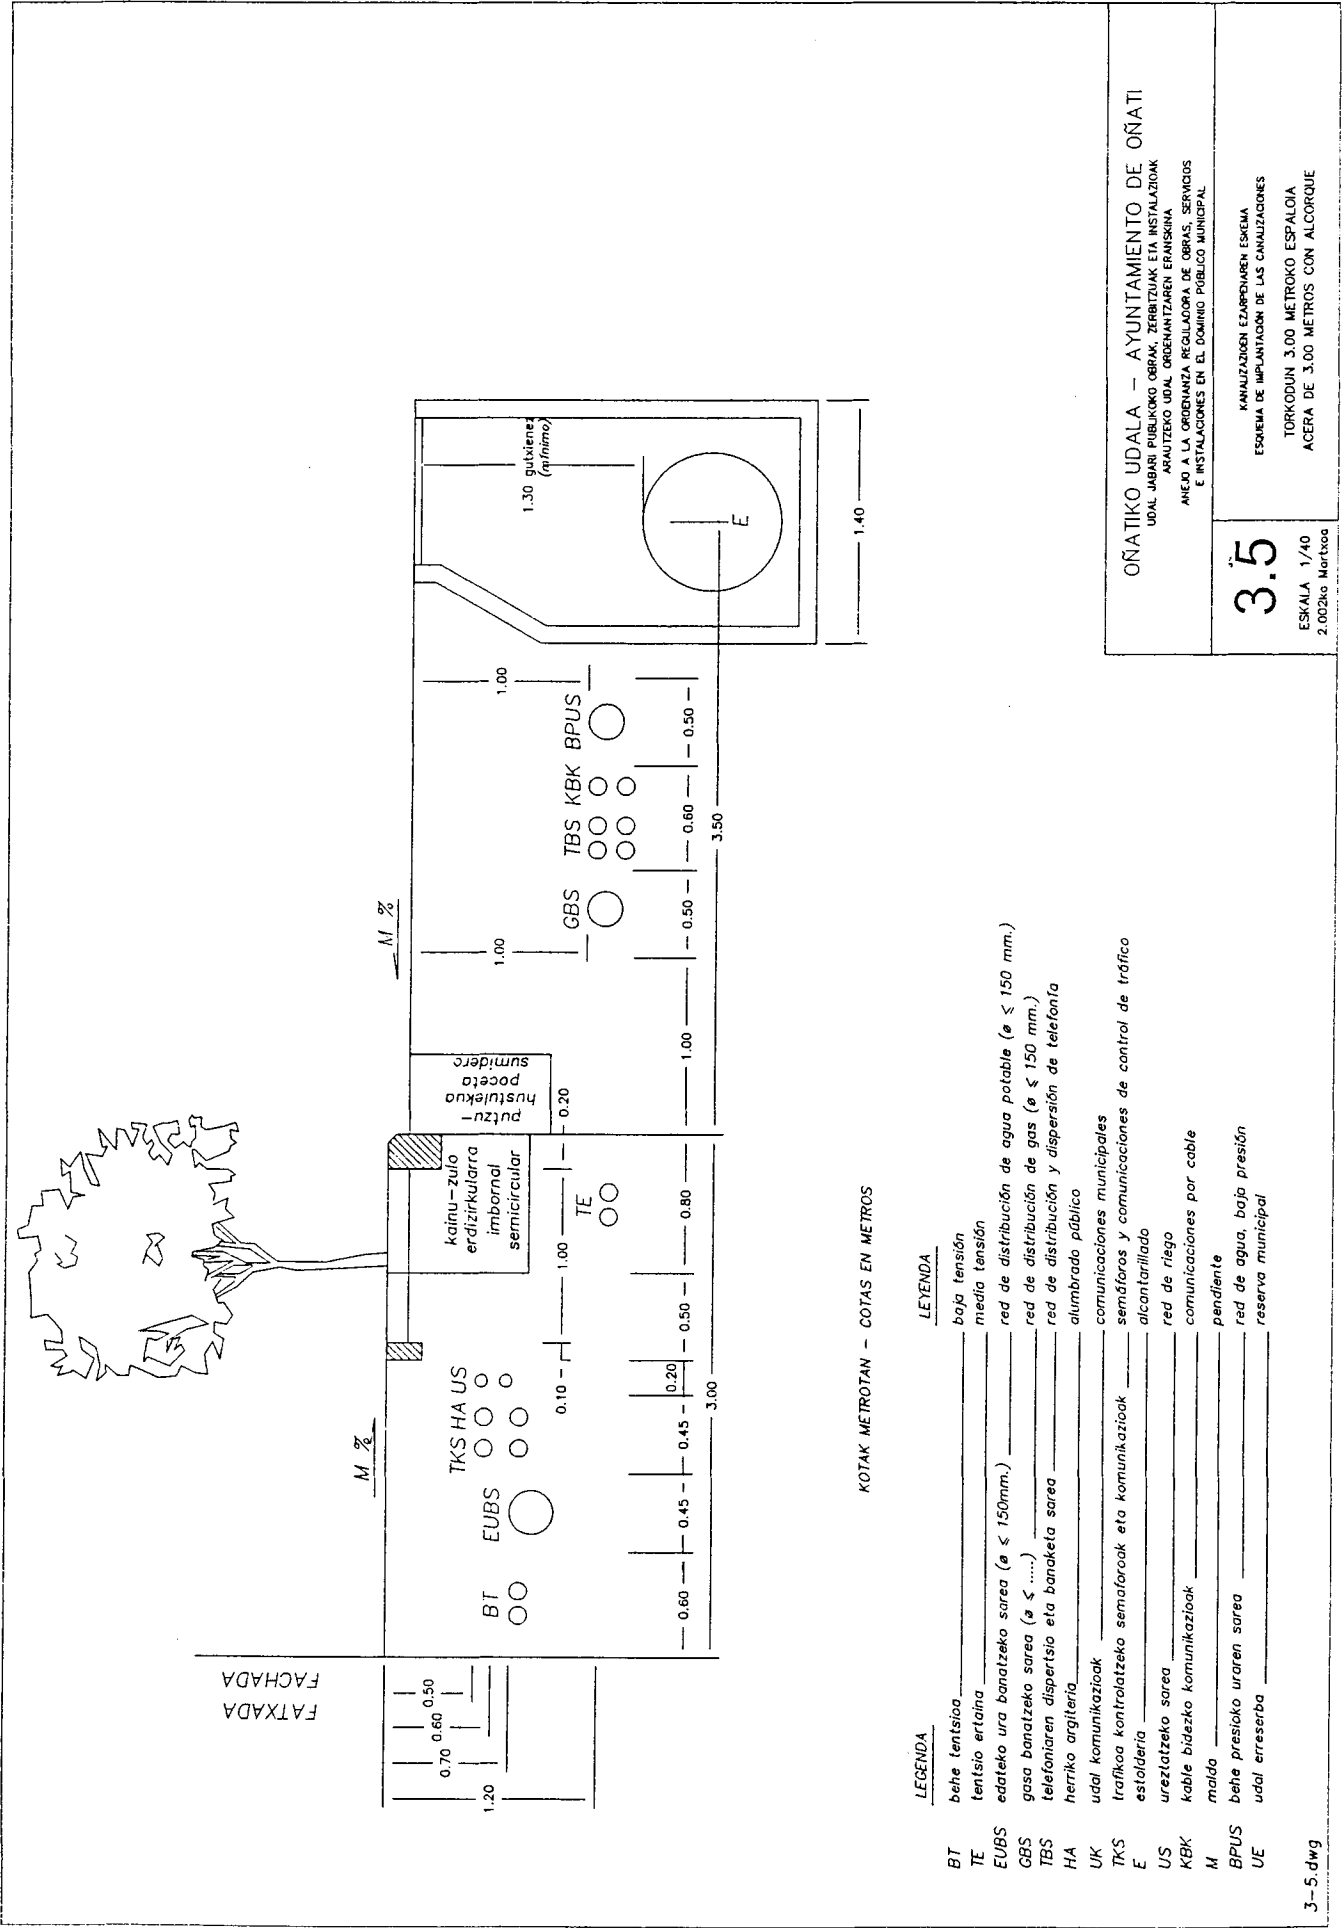 FATXADA
FACHADA
M %
M %
0.50
0.60
0.70
1.20
BT
EUBS
TKS HA US
TE
kainu-zulo
erdizirkularra
imbornal
semicircular
putzu-
hustulekua
poceta
sumidero
0.10
1.00
0.20
0.60
0.45
0.45
0.20
0.50
0.80
1.00
0.50
0.60
0.50
3.00
3.50
1.00
GBS
TBS KBK BPUS
1.00
1.30 gutxienez
(mínimo)
E
1.40
KOTAK METROTAN - COTAS EN METROS
LEGENDA LEYENDA
BT behe tentsioa baja tensión
TE tentsio ertaina media tensión
EUBS edateko ura banatzeko sarea (ø ≤ 150mm.) red de distribución de agua potable (ø ≤ 150 mm.)
GBS gasa banatzeko sarea (ø ≤ .....) red de distribución de gas (ø ≤ 150 mm.)
TBS telefoniaren dispertsio eta banaketa sarea red de distribución y dispersión de telefonía
HA herriko argiteria alumbrado público
UK udal komunikazioak comunicaciones municipales
TKS trafikoa kontrolatzeko semaforoak eta komunikazioak semáforos y comunicaciones de control de tráfico
E estolderia alcantarillado
US ureztatzeko sarea red de riego
KBK kable bidezko komunikazioak comunicaciones por cable
M malda pendiente
BPUS behe presioko uraren sarea red de agua, baja presión
UE udal erreserba reserva municipal
3-5.dwg
OÑATIKO UDALA - AYUNTAMIENTO DE OÑATI
UDAL JABARI PUBLIKOKO OBRAK, ZERBITZUAK ETA INSTALAZIOAK
ARAUTZEKO UDAL ORDENANTZAREN ERANSKINA
ANEJO A LA ORDENANZA REGULADORA DE OBRAS, SERVICIOS
E INSTALACIONES EN EL DOMINIO PÚBLICO MUNICIPAL
3.5
ESKALA 1/40
2.002ko Martxoa
KANALIZAZIOEN EZARPENAREN ESKEMA
ESQUEMA DE IMPLANTACIÓN DE LAS CANALIZACIONES
TORKODUN 3.00 METROKO ESPALOIA
ACERA DE 3.00 METROS CON ALCORQUE